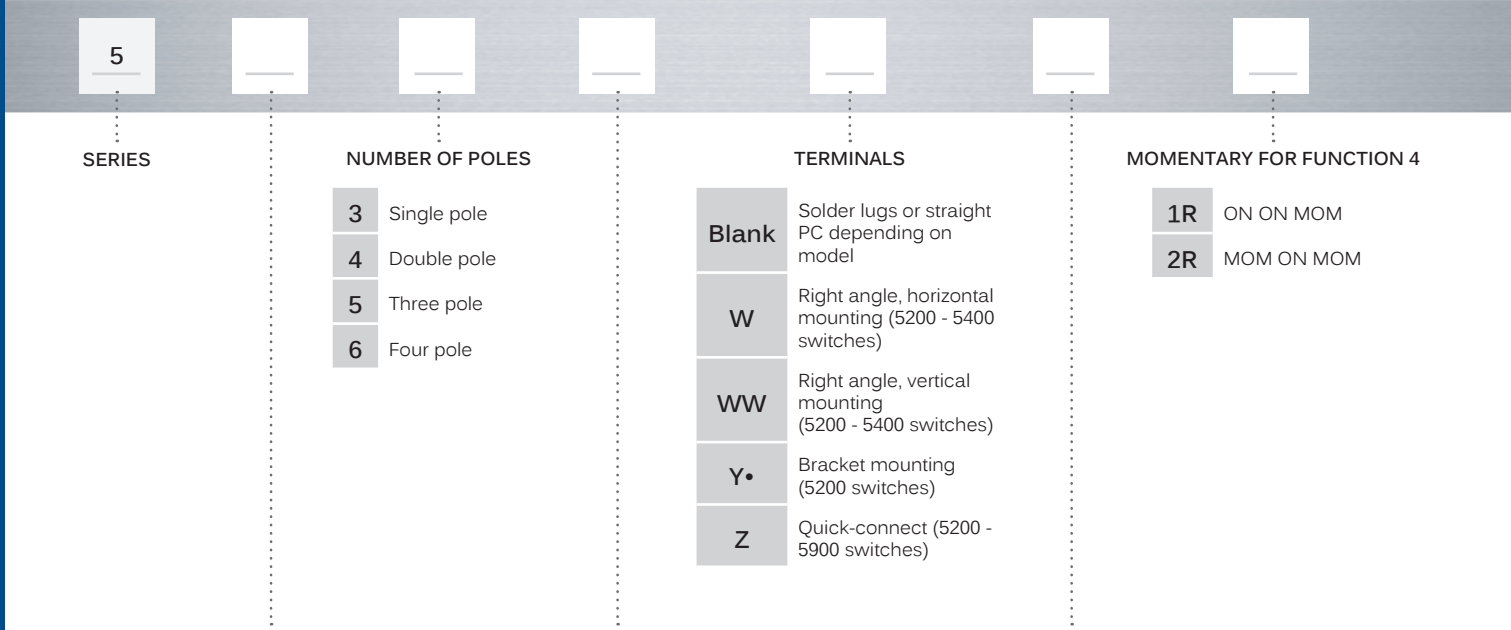 5
SERIES
NUMBER OF POLES
3 Single pole
4 Double pole
5 Three pole
6 Four pole
TERMINALS
Blank Solder lugs or straight
PC depending on
model
W Right angle, horizontal
mounting (5200 - 5400
switches)
WW Right angle, vertical
mounting
(5200 - 5400 switches)
Y• Bracket mounting
(5200 switches)
Z Quick-connect (5200 -
5900 switches)
MOMENTARY FOR FUNCTION 4
1R ON ON MOM
2R MOM ON MOM